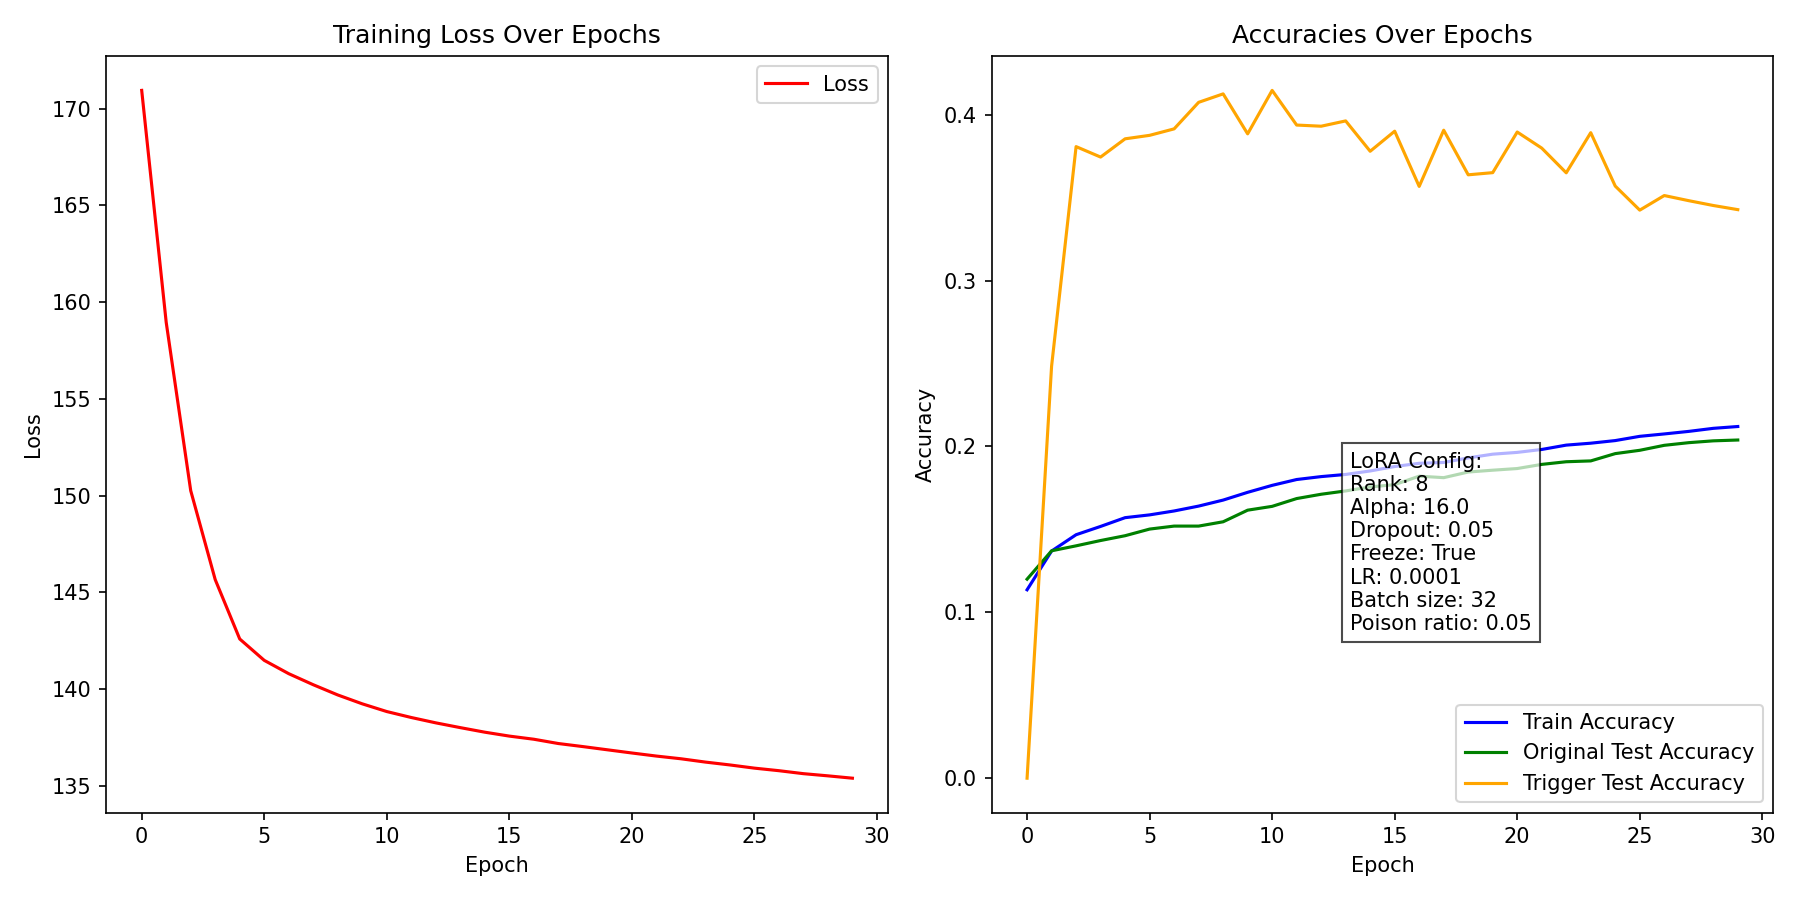 Training Loss Over Epochs
Loss
170
165
160
155
150
145
140
135
Loss
0 5 10 15 20 25 30
Epoch
Accuracies Over Epochs
0.4
0.3
0.2
0.1
0.0
Accuracy
LoRA Config:
Rank: 8
Alpha: 16.0
Dropout: 0.05
Freeze: True
LR: 0.0001
Batch size: 32
Poison ratio: 0.05
Train Accuracy
Original Test Accuracy
Trigger Test Accuracy
0 5 10 15 20 25 30
Epoch